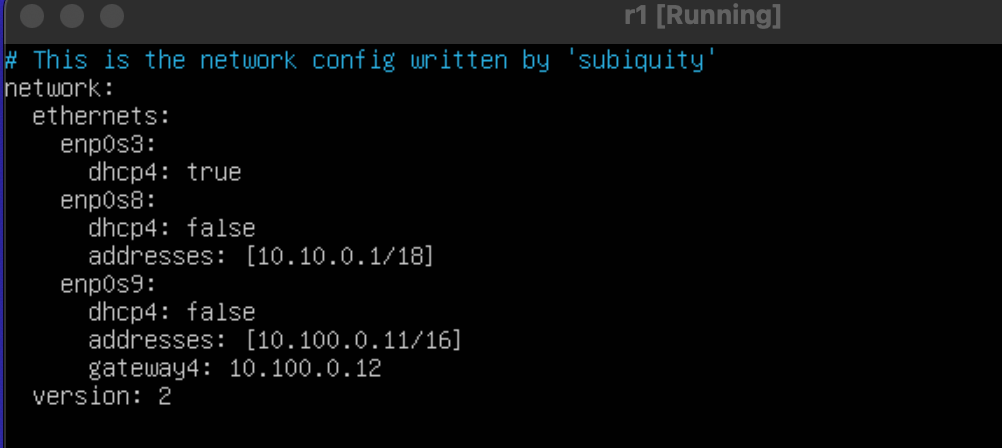 r1 [Running]
# This is the network config written by 'subiquity'
network:
  ethernets:
    enp0s3:
      dhcp4: true
    enp0s8:
      dhcp4: false
      addresses: [10.10.0.1/18]
    enp0s9:
      dhcp4: false
      addresses: [10.100.0.11/16]
      gateway4: 10.100.0.12
  version: 2